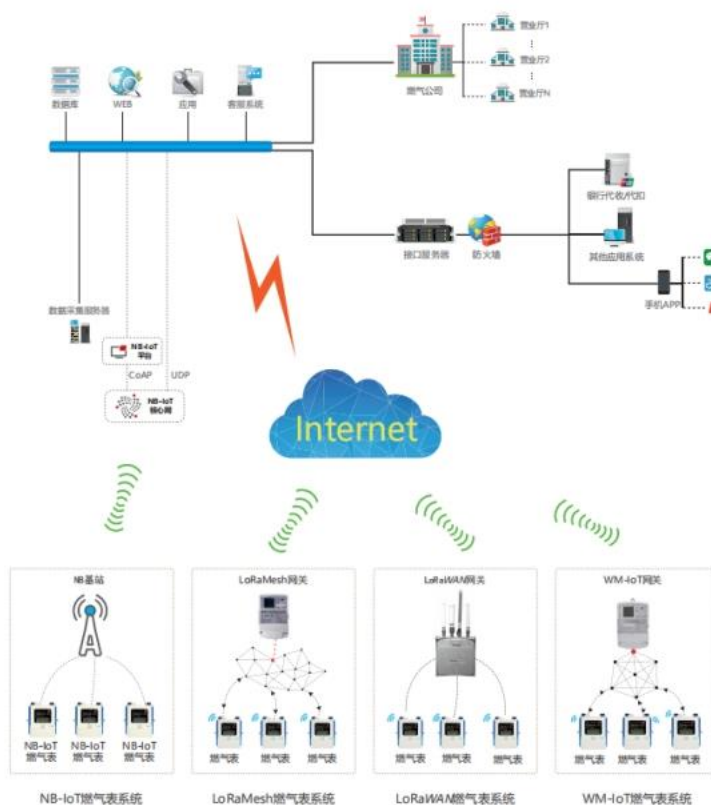 营业厅1
营业厅2
营业厅N
燃气公司
数据库
WEB
应用
客服系统
银行代收/代扣
接口服务器
防火墙
其他应用系统
手机APP
数据采集服务器
NB-IoT
平台
CoAP
UDP
NB-IoT
核心网
Internet
NB基站
LoRaMesh网关
LoRaWAN网关
WM-IoT网关
NB-IoT
燃气表
NB-IoT
燃气表
NB-IoT
燃气表
燃气表
燃气表
燃气表
燃气表
燃气表
燃气表
燃气表
燃气表
燃气表
NB-IoT燃气表系统
LoRaMesh燃气表系统
LoRaWAN燃气表系统
WM-IoT燃气表系统